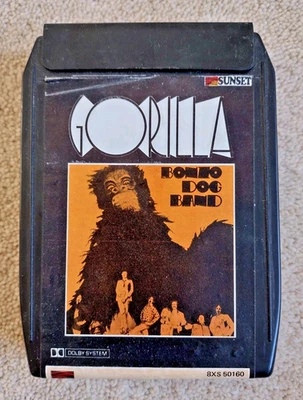 SUNSET
GORILLA
BONZO
DOG
BAND
DOLBY SYSTEM
8XS 50160